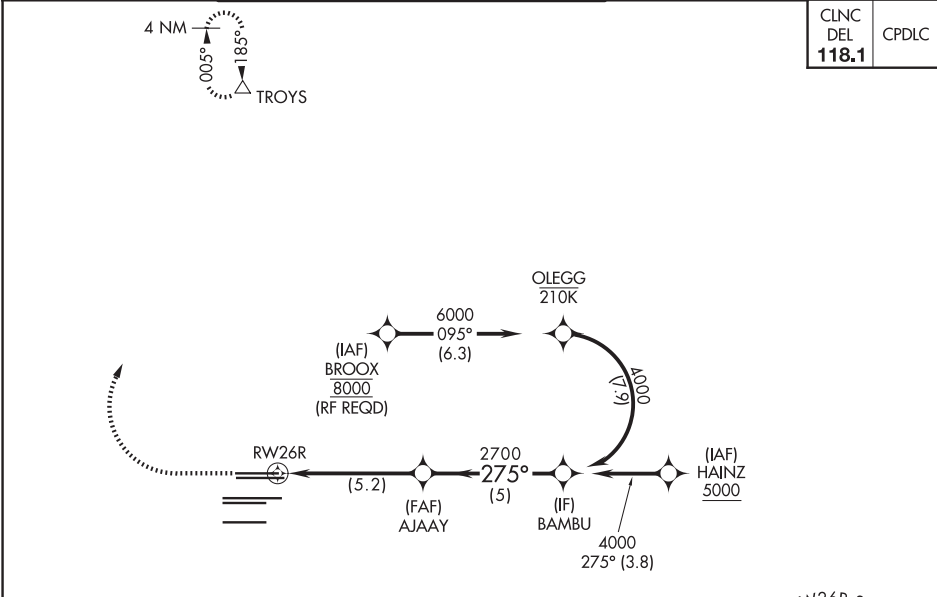 CLNC
DEL
118.1
CPDLC
4 NM
005°
185°
TROYS
OLEGG
210K
6000
095°
(6.3)
(IAF)
BROOX
8000
(RF REQD)
4000
(7.9)
RW26R
(5.2)
2700
275°
(5)
(FAF)
AJAAY
(IF)
BAMBU
(IAF)
HAINZ
5000
4000
275° (3.8)